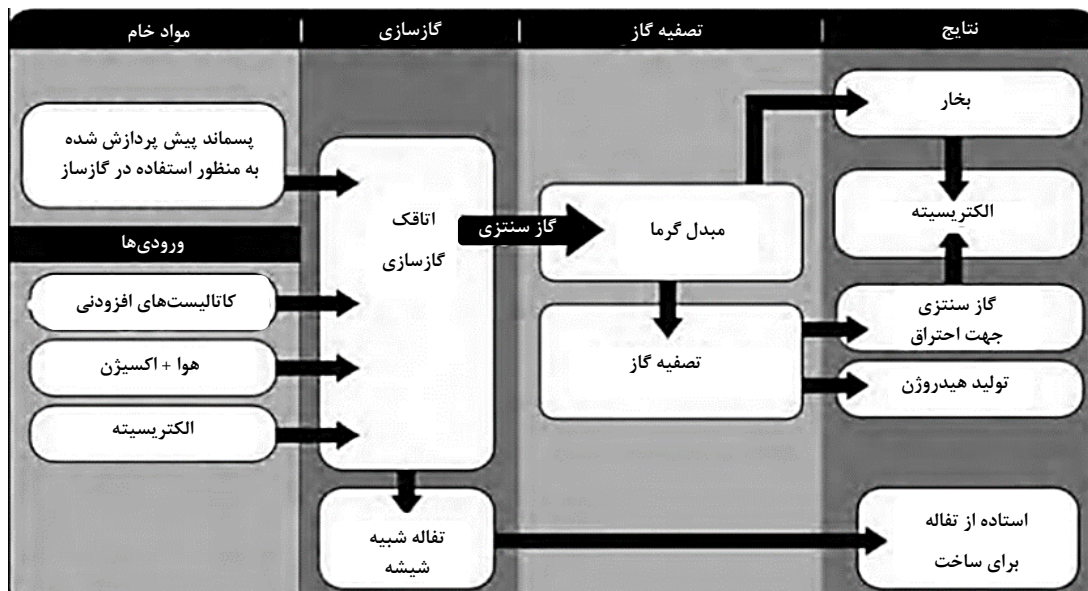 مواد خام
گازسازی
تصفیه گاز
نتایج
پسماند پیش پردازش شده
به منظور استفاده در گازساز
ورودی‌ها
کاتالیست‌های افزودنی
هوا + اکسیژن
الکتریسیته
اتاقک
گازسازی
گاز سنتزی
تفاله شبیه
شیشه
مبدل گرما
تصفیه گاز
بخار
الکتریسیته
گاز سنتزی
جهت احتراق
تولید هیدروژن
استاده از تفاله
برای ساخت